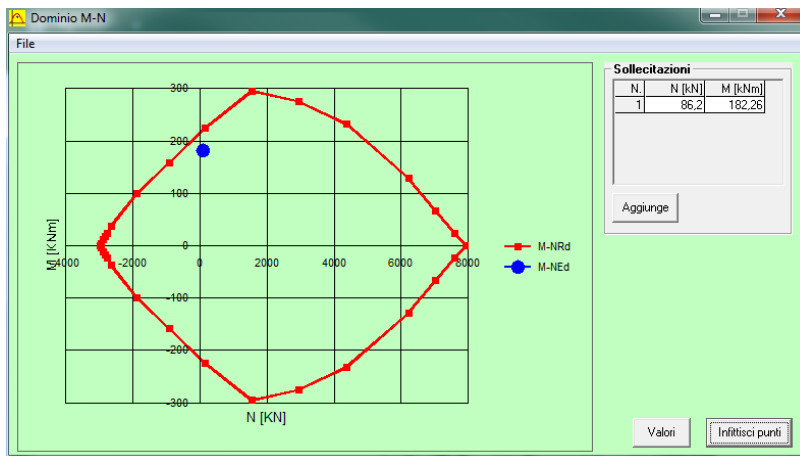 Dominio M-N
File
300
200
100
0
-100
-200
-300
M [KNm]
-4000
-2000
0
2000
4000
6000
8000
N [KN]
M-NRd
M-NEd
Sollecitazioni
N. N [kN] M [kNm]
1 86,2 182,26
Aggiunge
Valori
Infittisci punti